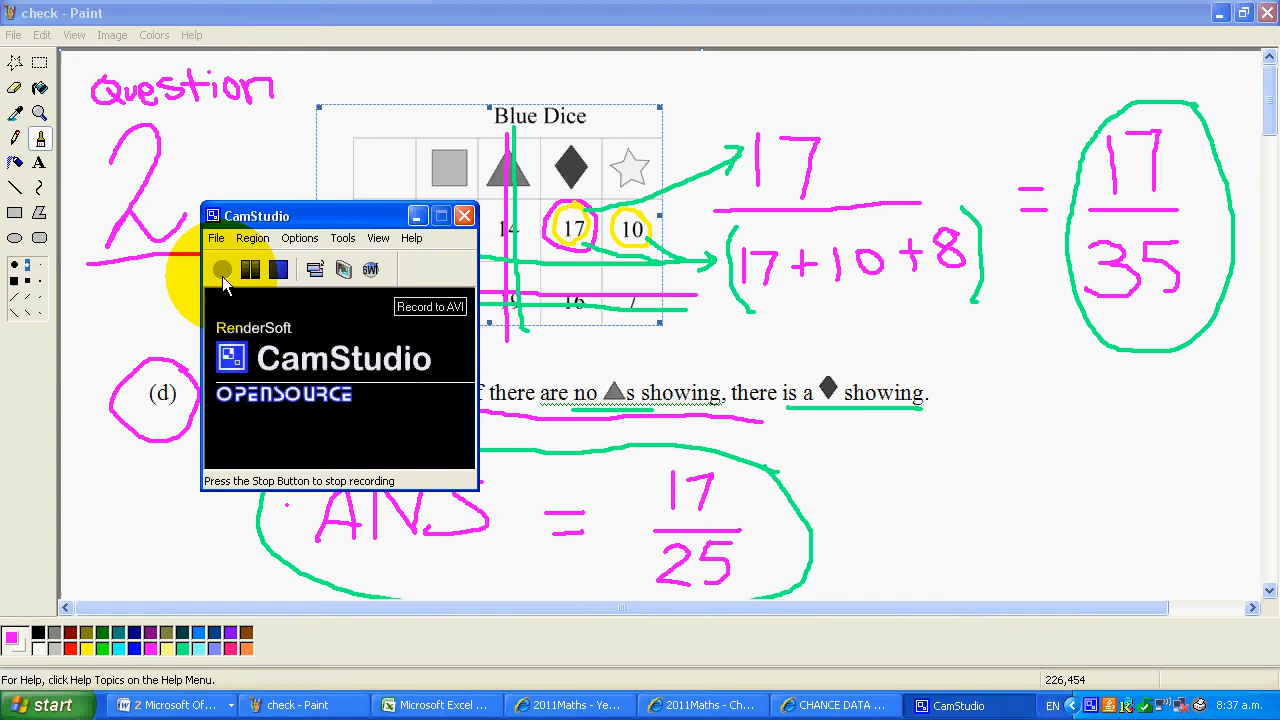 check - Paint
File Edit View Image Colors Help
Question
2
Blue Dice
14 17 10
19 16 7
17
(17+10+8)
=
17
35
CamStudio
File Region Options Tools View Help
Record to AVI
RenderSoft
CamStudio
OPENSOURCE
Press the Stop Button to stop recording
(d) f there are no s showing, there is a showing.
ANS = 17
25
For Help, click Help Topics on the Help Menu.
226,454
start
2 Microsoft Of...
check - Paint
Microsoft Excel ...
2011Maths - Ye...
2011Maths - Ch...
CHANCE DATA ...
CamStudio
EN
8:37 a.m.